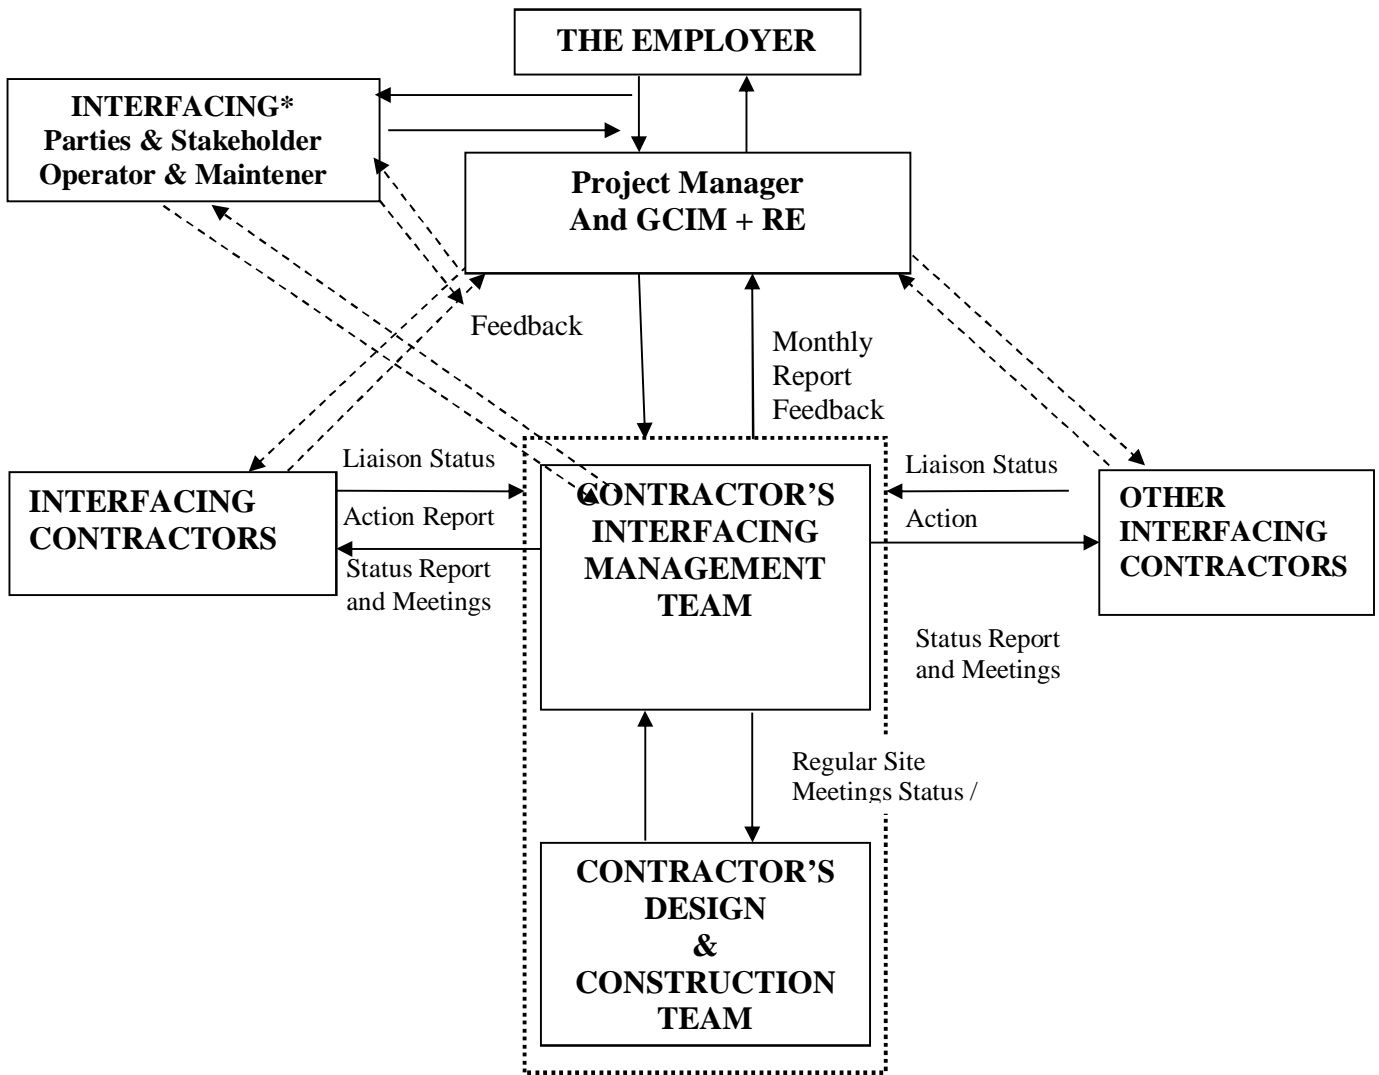 THE EMPLOYER
INTERFACING*
Parties & Stakeholder
Operator & Maintener
Project Manager
And GCIM + RE
Feedback
Monthly
Report
Feedback
Liaison Status
Action Report
Status Report
and Meetings
INTERFACING
CONTRACTORS
CONTRACTOR'S
INTERFACING
MANAGEMENT
TEAM
Liaison Status
Action
OTHER
INTERFACING
CONTRACTORS
Status Report
and Meetings
Regular Site
Meetings Status /
CONTRACTOR'S
DESIGN
&
CONSTRUCTION
TEAM